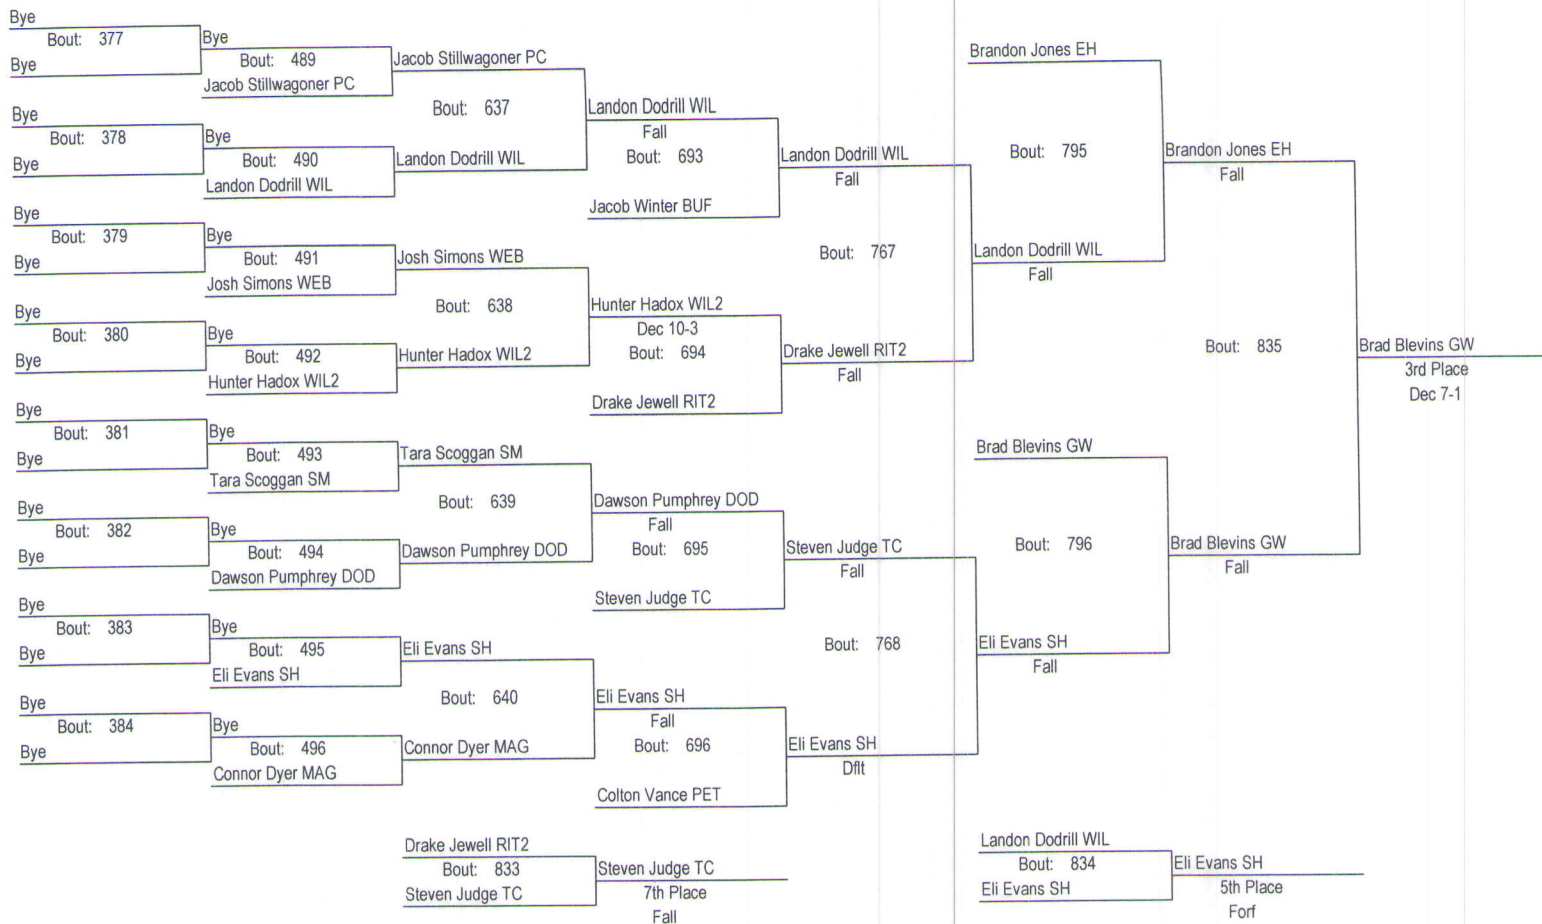 Bye
Bout: 377
Bye
Bye
Bout: 489
Jacob Stillwagoner PC
Jacob Stillwagoner PC
Bout: 637
Bye
Bout: 378
Bye
Bye
Bout: 490
Landon Dodrill WIL
Landon Dodrill WIL
Landon Dodrill WIL
Fall
Bout: 693
Jacob Winter BUF
Landon Dodrill WIL
Fall
Bye
Bout: 379
Bye
Bye
Bout: 491
Josh Simons WEB
Josh Simons WEB
Bout: 638
Bye
Bout: 380
Bye
Bye
Bout: 492
Hunter Hadox WIL2
Hunter Hadox WIL2
Hunter Hadox WIL2
Dec 10-3
Bout: 694
Drake Jewell RIT2
Drake Jewell RIT2
Fall
Bout: 767
Landon Dodrill WIL
Fall
Bye
Bout: 381
Bye
Bye
Bout: 493
Tara Scoggan SM
Tara Scoggan SM
Bout: 639
Bye
Bout: 382
Bye
Bye
Bout: 494
Dawson Pumphrey DOD
Dawson Pumphrey DOD
Dawson Pumphrey DOD
Fall
Bout: 695
Steven Judge TC
Steven Judge TC
Fall
Bye
Bout: 383
Bye
Bye
Bout: 495
Eli Evans SH
Eli Evans SH
Bout: 640
Bye
Bout: 384
Bye
Bye
Bout: 496
Connor Dyer MAG
Connor Dyer MAG
Eli Evans SH
Fall
Bout: 696
Colton Vance PET
Eli Evans SH
Dflt
Bout: 768
Eli Evans SH
Fall
Brandon Jones EH
Bout: 795
Brandon Jones EH
Fall
Brad Blevins GW
Bout: 796
Brad Blevins GW
Fall
Bout: 835
Brad Blevins GW
3rd Place
Dec 7-1
Drake Jewell RIT2
Bout: 833
Steven Judge TC
Steven Judge TC
7th Place
Fall
Landon Dodrill WIL
Bout: 834
Eli Evans SH
Eli Evans SH
5th Place
Forf